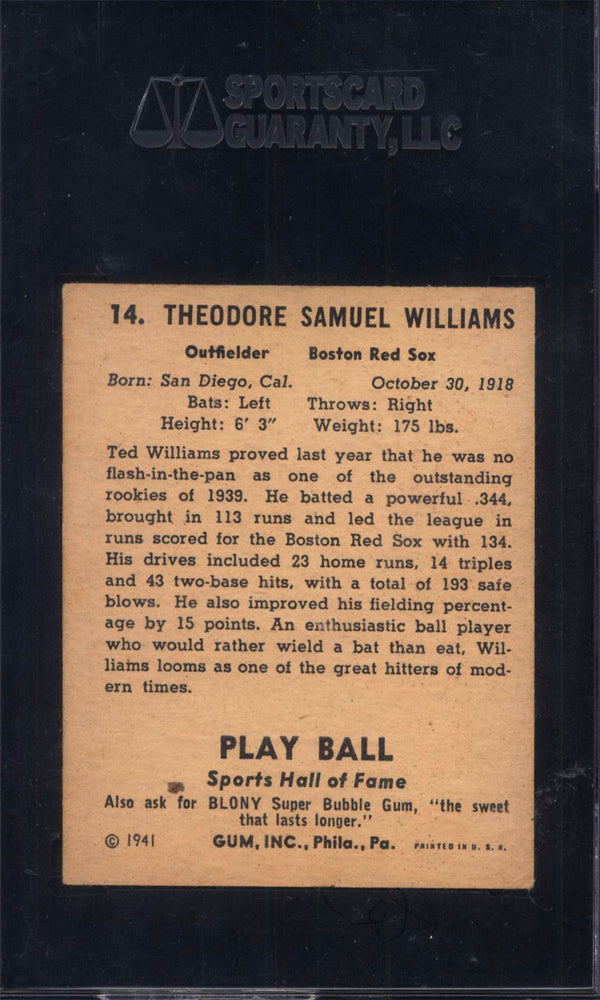 SPORTSCARD
GUARANTY, LLC
14. THEODORE SAMUEL WILLIAMS
Outfielder Boston Red Sox
Born: San Diego, Cal. October 30, 1918
Bats: Left Throws: Right
Height: 6' 3" Weight: 175 lbs.
Ted Williams proved last year that he was no
flash-in-the-pan as one of the outstanding
rookies of 1939. He batted a powerful .344,
brought in 113 runs and led the league in
runs scored for the Boston Red Sox with 134.
His drives included 23 home runs, 14 triples
and 43 two-base hits, with a total of 193 safe
blows. He also improved his fielding percent-
age by 15 points. An enthusiastic ball player
who would rather wield a bat than eat, Wil-
liams looms as one of the great hitters of mod-
ern times.
PLAY BALL
Sports Hall of Fame
Also ask for BLONY Super Bubble Gum, "the sweet
that lasts longer."
© 1941 GUM, INC., Phila., Pa. PRINTED IN U. S. A.